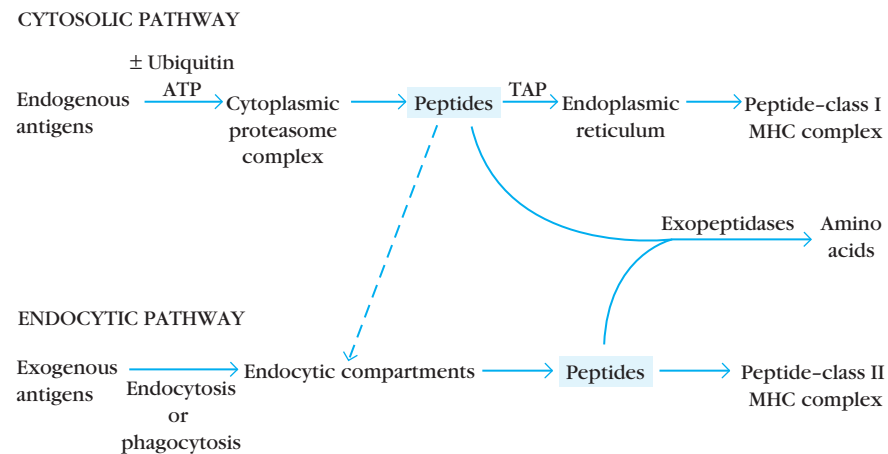 CYTOSOLIC PATHWAY
± Ubiquitin
ATP
Endogenous
antigens
Cytoplasmic
proteasome
complex
Peptides
TAP
Endoplasmic
reticulum
Peptide–class I
MHC complex
Exopeptidases
Amino
acids
ENDOCYTIC PATHWAY
Exogenous
antigens
Endocytosis
or
phagocytosis
Endocytic compartments
Peptides
Peptide–class II
MHC complex